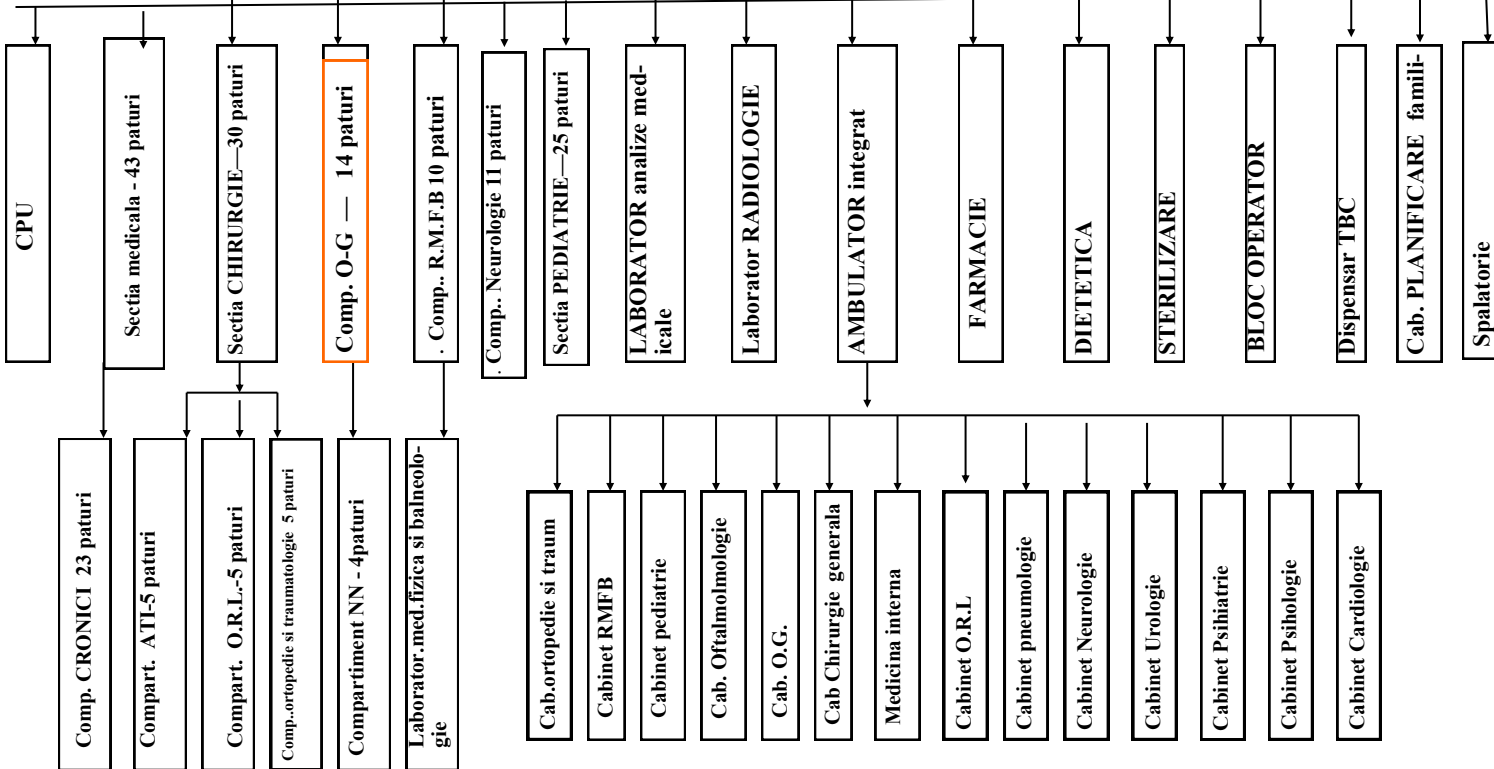 CPU
Sectia medicala - 43 paturi
Sectia CHIRURGIE—30 paturi
Comp. O-G — 14 paturi
. Comp.. R.M.F.B 10 paturi
. Comp.. Neurologie 11 paturi
Sectia PEDIATRIE—25 paturi
LABORATOR analize med-
icale
Laborator RADIOLOGIE
AMBULATOR integrat
FARMACIE
DIETETICA
STERILIZARE
BLOC OPERATOR
Dispensar TBC
Cab. PLANIFICARE famili-
Spalatorie
Comp. CRONICI 23 paturi
Compart. ATI-5 paturi
Compart. O.R.L.-5 paturi
Comp..ortopedie si traumatologie 5 paturi
Compartiment NN - 4paturi
Laborator.med.fizica si balneolo-
gie
Cab.ortopedie si traum
Cabinet RMFB
Cabinet pediatrie
Cab. Oftalmolmologie
Cab. O.G.
Cab Chirurgie generala
Medicina interna
Cabinet O.R.L
Cabinet pneumologie
Cabinet Neurologie
Cabinet Urologie
Cabinet Psihiatrie
Cabinet Psihologie
Cabinet Cardiologie